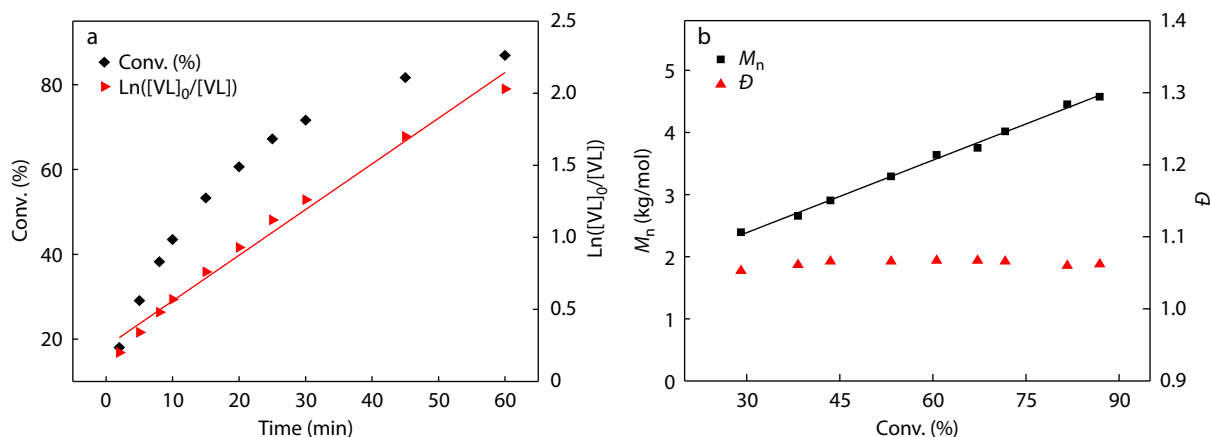 a
Conv. (%)
Ln([VL]0/[VL])
Conv. (%)
80
60
40
20
0 10 20 30 40 50 60
Time (min)
2.5
2.0
1.5
1.0
0.5
0
Ln([VL]0/[VL])
b
Mn
Đ
Mn (kg/mol)
5
4
3
2
1
0
30 45 60 75 90
Conv. (%)
1.4
1.3
1.2
1.1
1.0
0.9
Đ